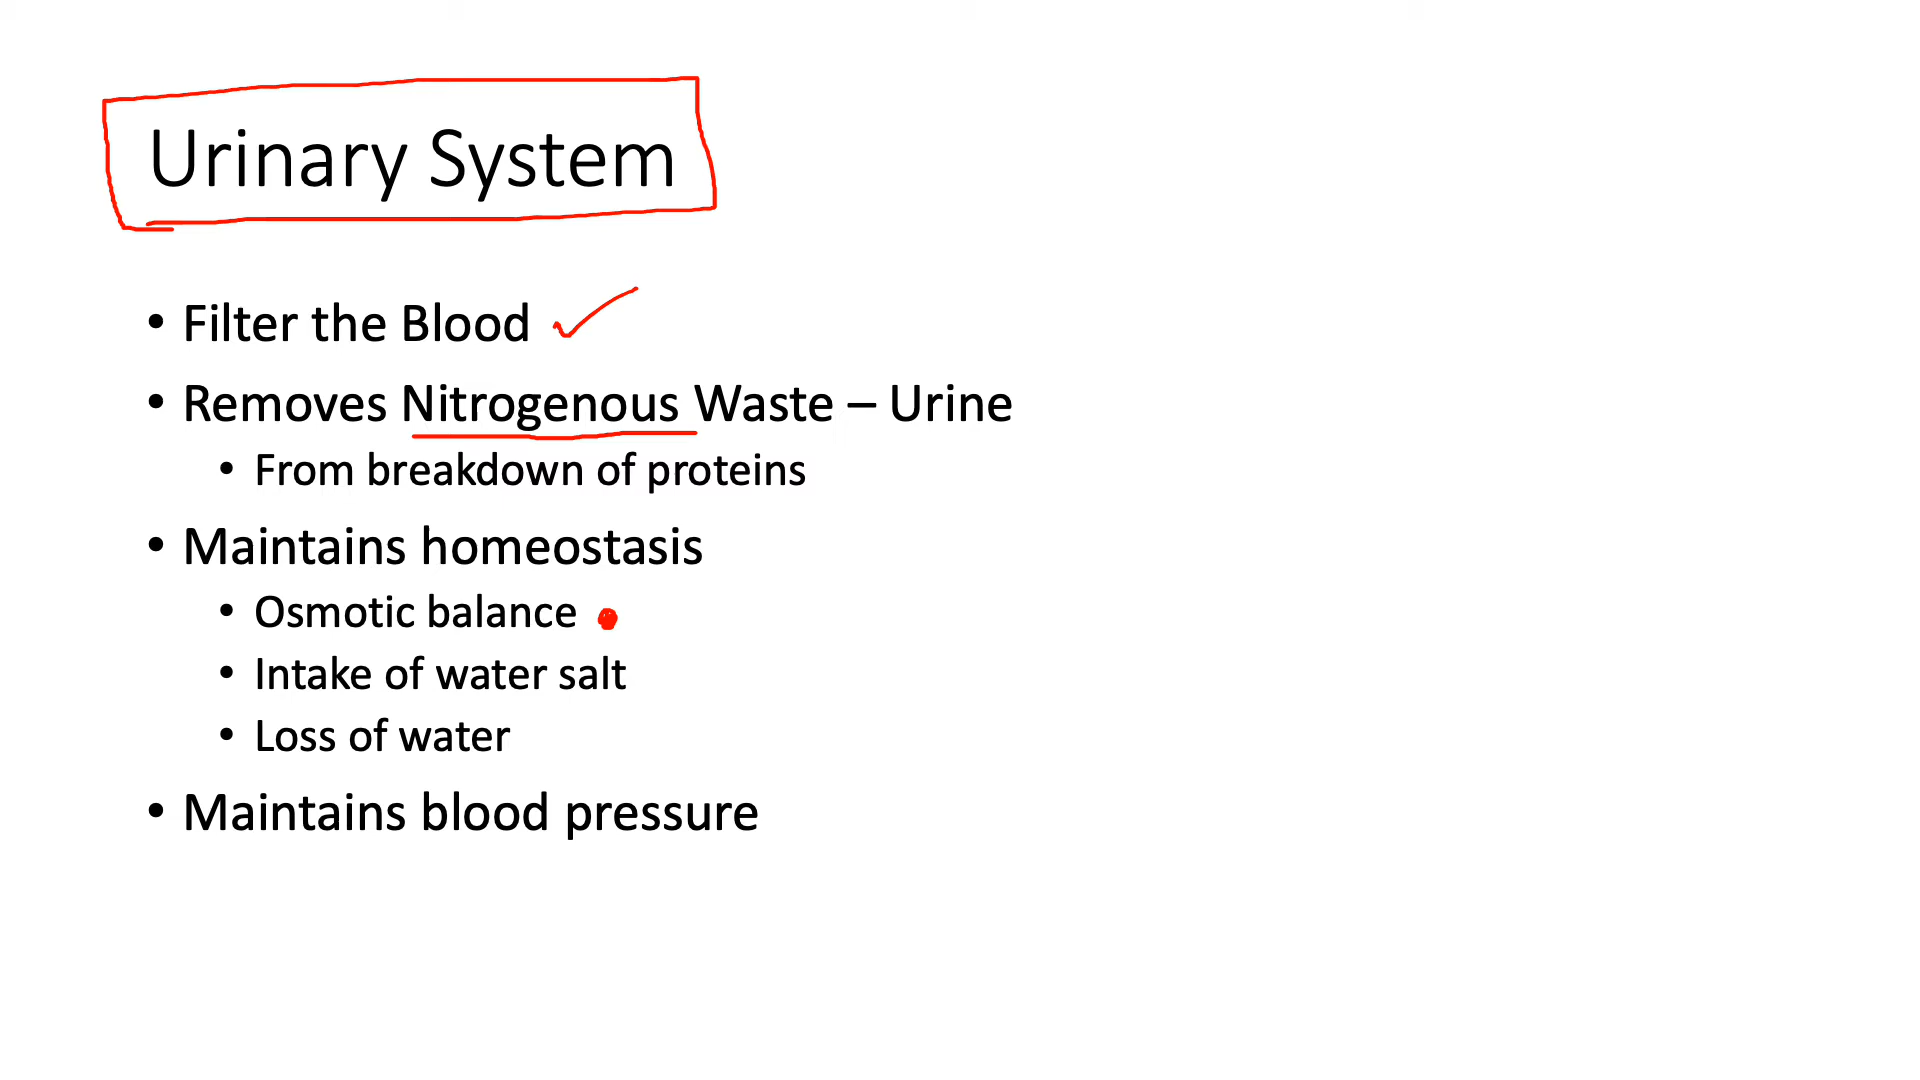 Urinary System
• Filter the Blood
• Removes Nitrogenous Waste – Urine
• From breakdown of proteins
• Maintains homeostasis
• Osmotic balance
• Intake of water salt
• Loss of water
• Maintains blood pressure